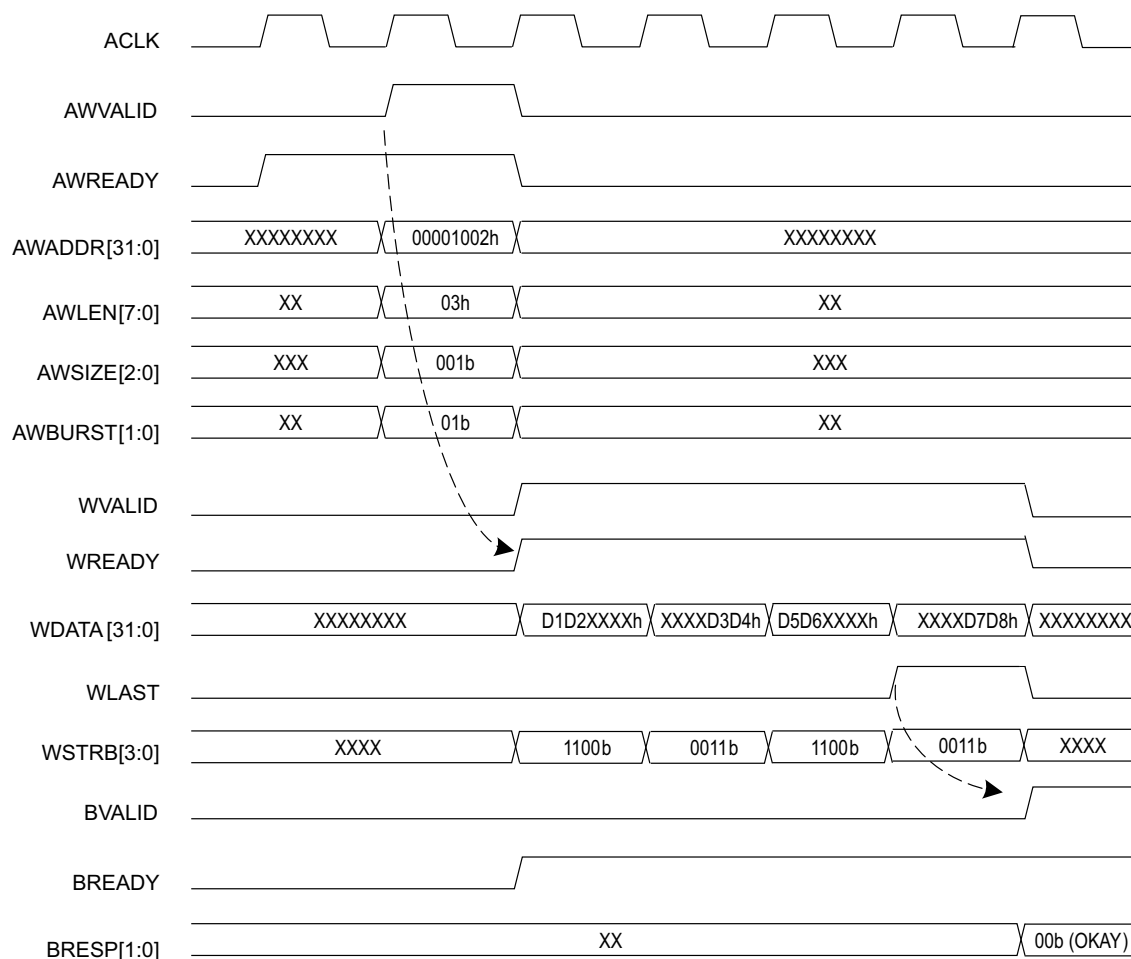 ACLK
AWVALID
AWREADY
AWADDR[31:0] XXXXXXXX 00001002h XXXXXXXX
AWLEN[7:0] XX 03h XX
AWSIZE[2:0] XXX 001b XXX
AWBURST[1:0] XX 01b XX
WVALID
WREADY
WDATA[31:0] XXXXXXXX D1D2XXXXh XXXXD3D4h D5D6XXXXh XXXXD7D8h XXXXXXXX
WLAST
WSTRB[3:0] XXXX 1100b 0011b 1100b 0011b XXXX
BVALID
BREADY
BRESP[1:0] XX 00b (OKAY)